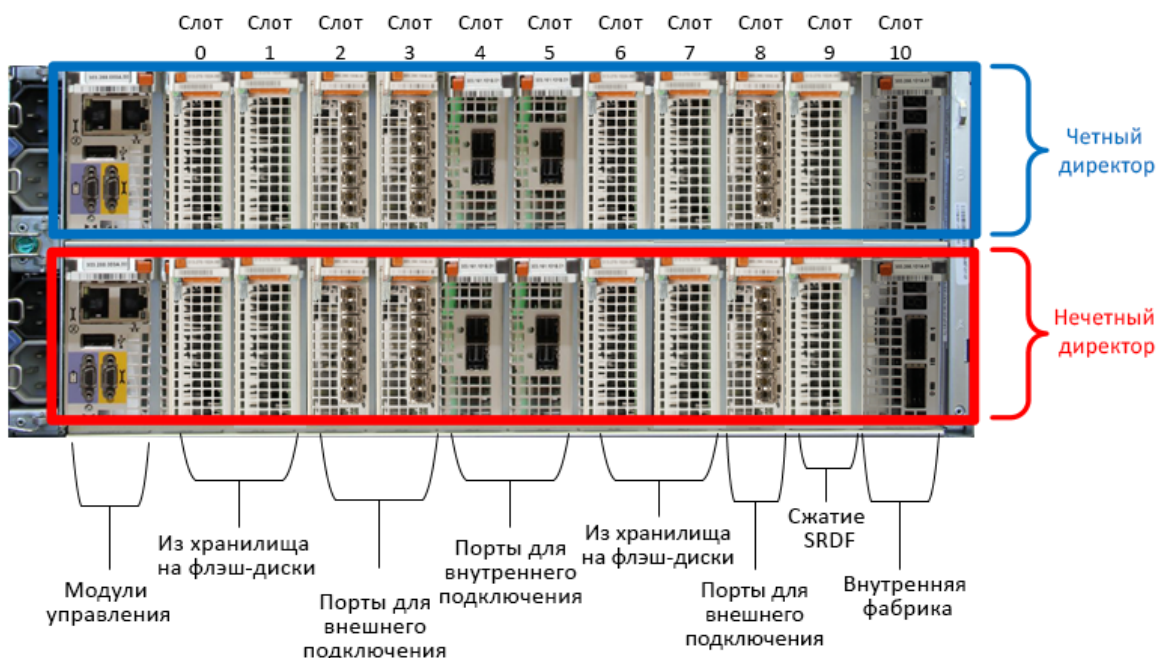 Слот Слот Слот Слот Слот Слот Слот Слот Слот Слот Слот
0 1 2 3 4 5 6 7 8 9 10
Четный
директор
Нечетный
директор
Модули
управления
Из хранилища
на флэш-диски
Порты для
внешнего
подключения
Порты для
внутреннего
подключения
Из хранилища
на флэш-диски
Порты для
внешнего
подключения
Сжатие
SRDF
Внутренняя
фабрика